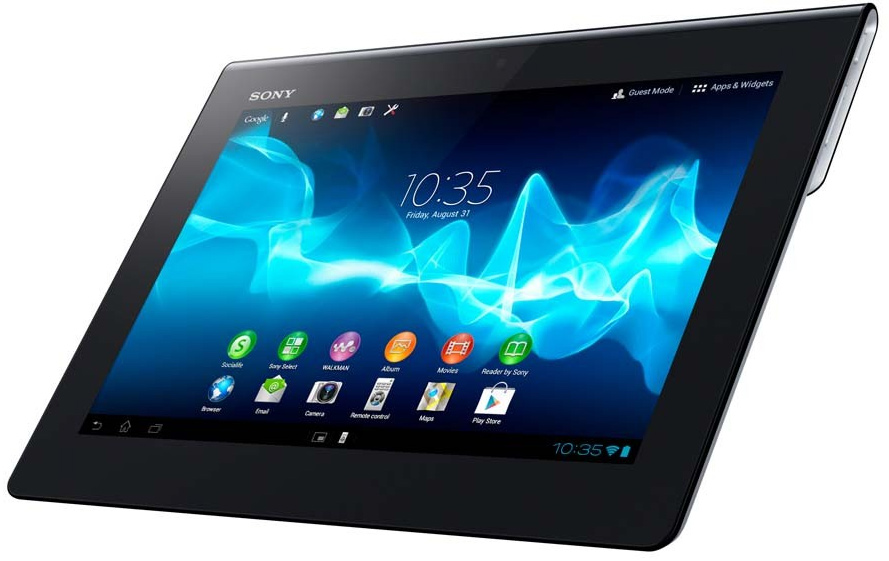 SONY
Google
Guest Mode
Apps & Widgets
10:35
Friday, August 31
Socialife
Sony Select
WALKMAN
Album
Movies
Reader by Sony
Browser
Email
Camera
Remote control
Maps
Play Store
10:35